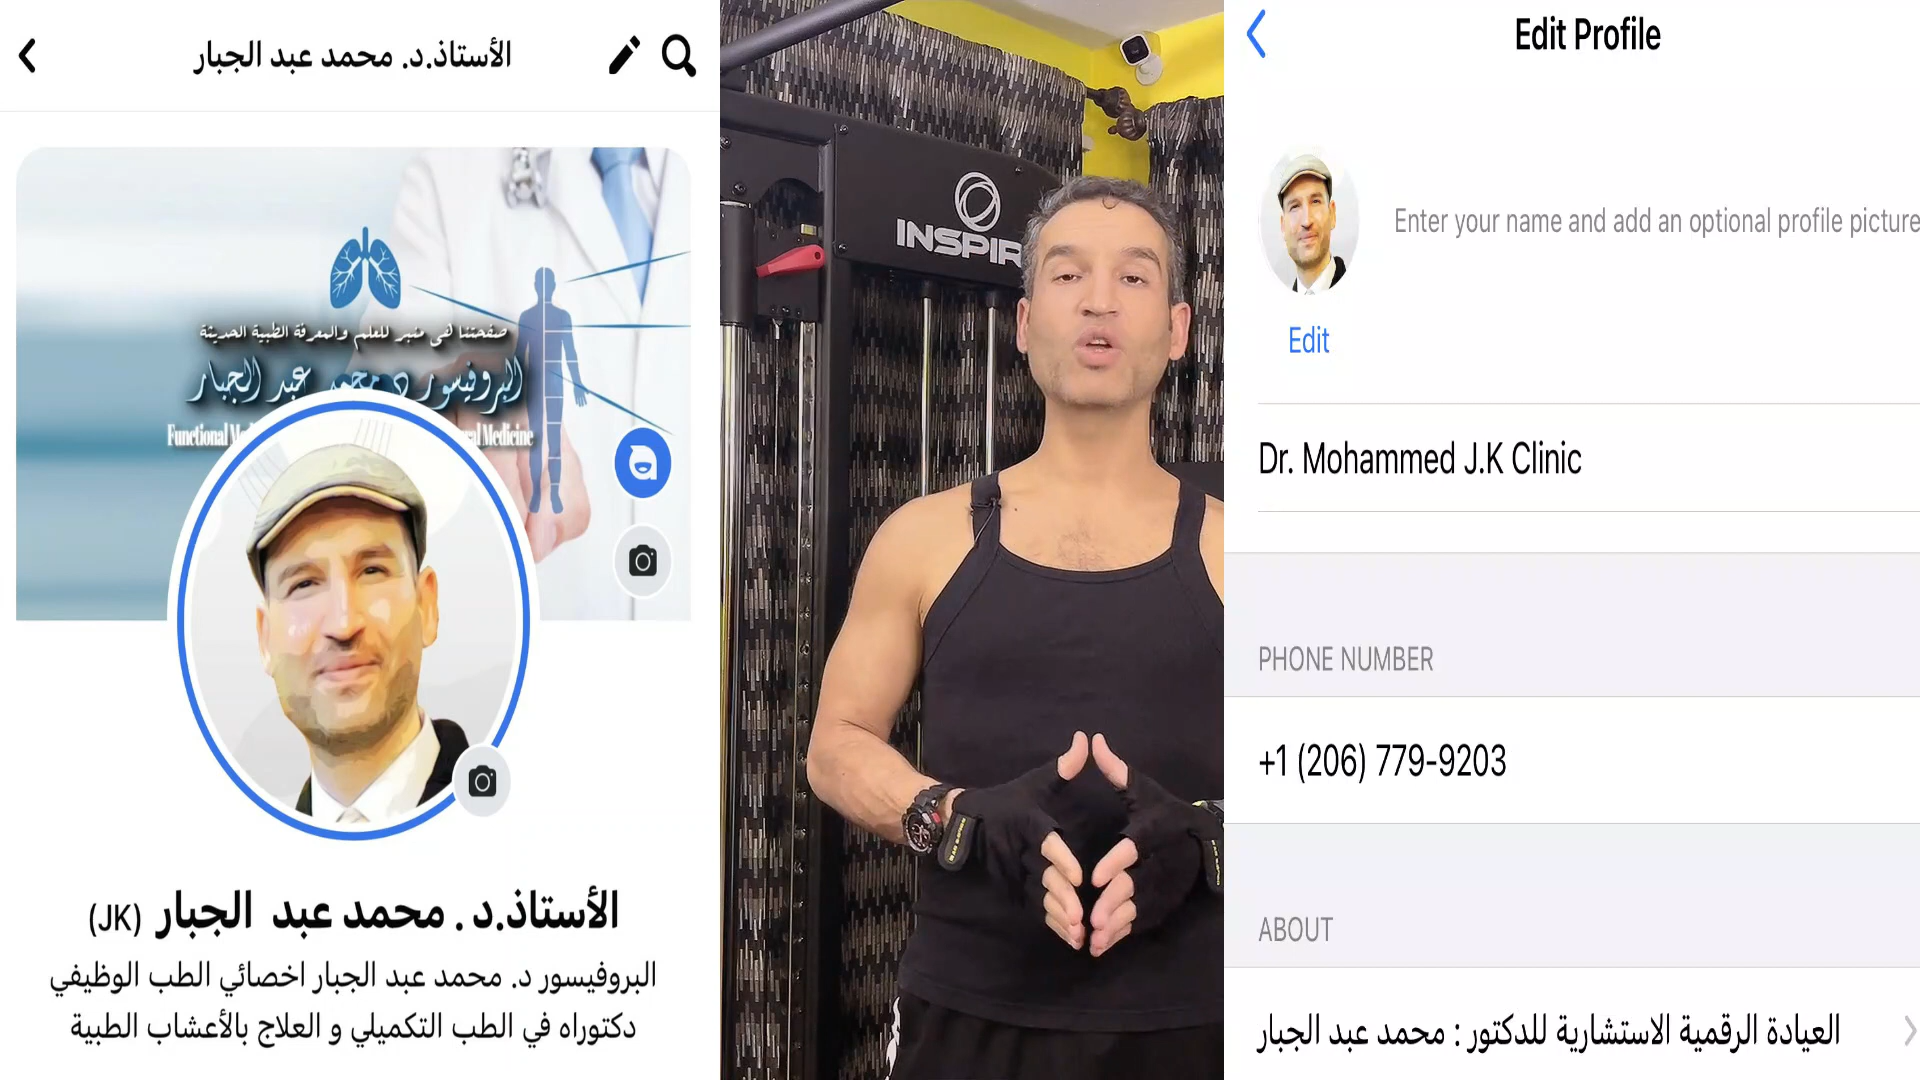 الأستاذ.د. محمد عبد الجبار
صفحتنا هي منبر للعلم والمعرفة الطبية الحديثة
البروفيسور د محمد عبد الجبار
Functional
Medicine
الأستاذ.د . محمد عبد الجبار (JK)
البروفيسور د. محمد عبد الجبار اخصائي الطب الوظيفي
دكتوراه في الطب التكميلي و العلاج بالأعشاب الطبية
INSPIR
Edit Profile
Enter your name and add an optional profile picture
Edit
Dr. Mohammed J.K Clinic
PHONE NUMBER
+1 (206) 779-9203
ABOUT
العيادة الرقمية الاستشارية للدكتور : محمد عبد الجبار